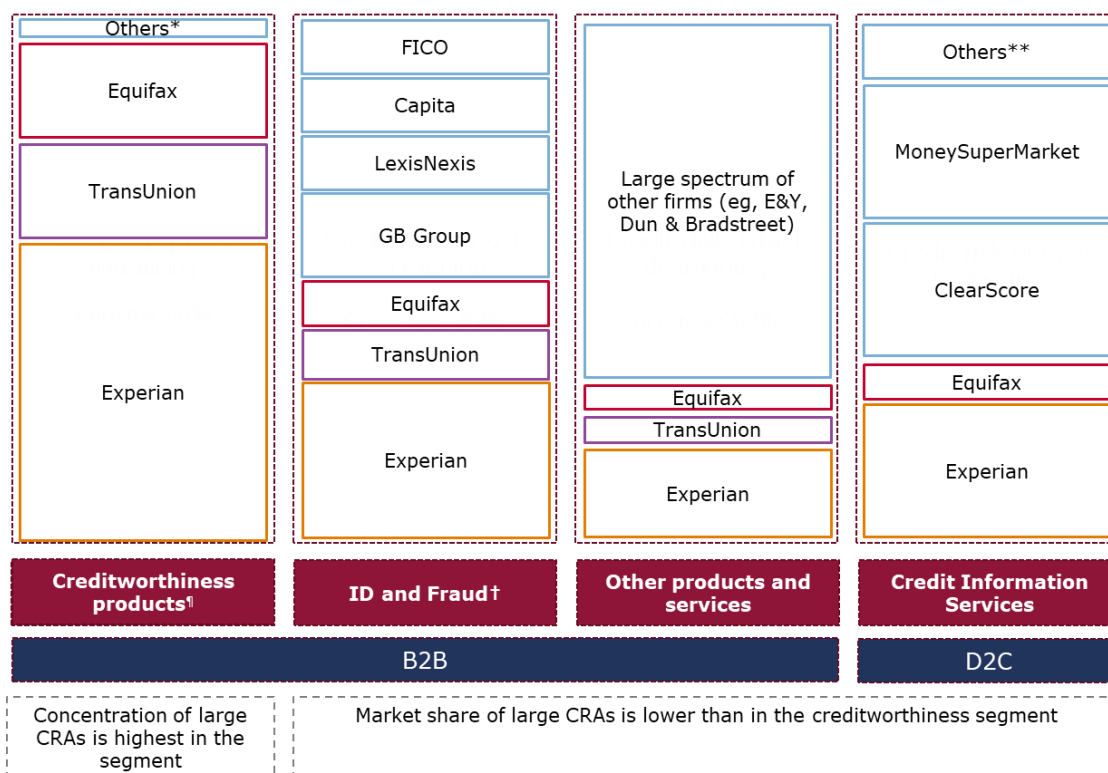 Others*
Equifax
TransUnion
Experian
FICO
Capita
LexisNexis
GB Group
Equifax
TransUnion
Experian
Large spectrum of
other firms (eg, E&Y,
Dun & Bradstreet)
Equifax
TransUnion
Experian
Others**
MoneySuperMarket
ClearScore
Equifax
Experian
Creditworthiness
products¶
ID and Fraud†
Other products and
services
Credit Information
Services
B2B
D2C
Concentration of large
CRAs is highest in the
segment
Market share of large CRAs is lower than in the creditworthiness segment